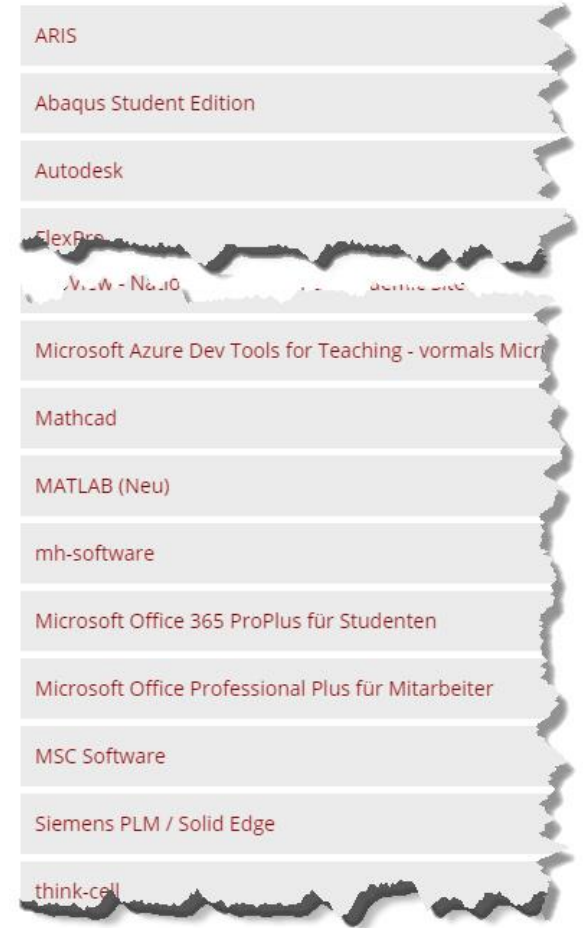 ARIS
Abaqus Student Edition
Autodesk
FlexPro
Microsoft Azure Dev Tools for Teaching - vormals
Mathcad
MATLAB (Neu)
mh-software
Microsoft Office 365 ProPlus für Studenten
Microsoft Office Professional Plus für Mitarbeiter
MSC Software
Siemens PLM / Solid Edge
think-cell